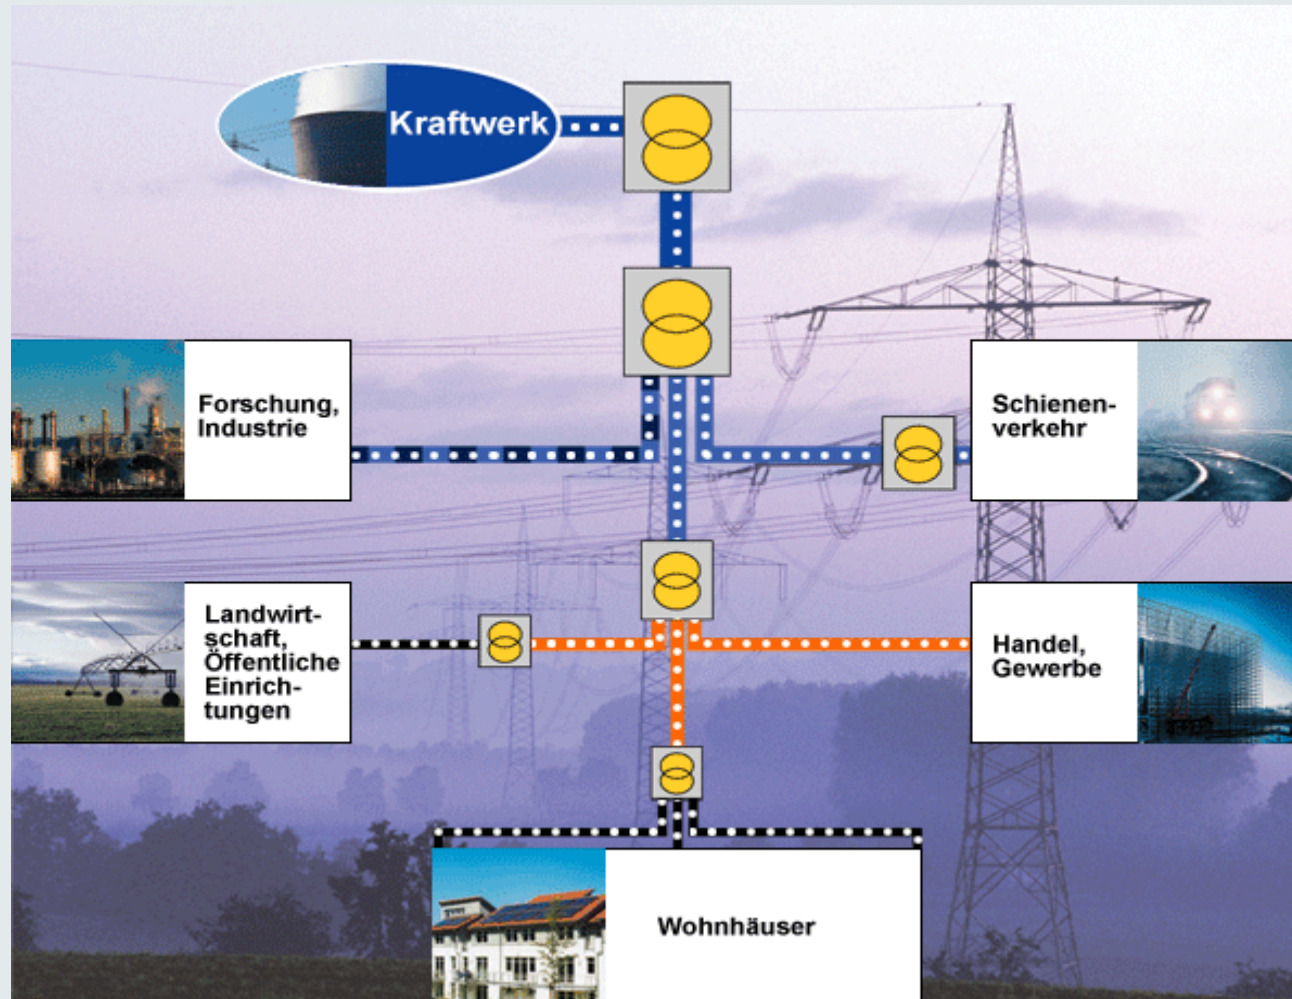 Kraftwerk
Forschung,
Industrie
Schienen-
verkehr
Landwirt-
schaft,
Öffentliche
Einrich-
tungen
Handel,
Gewerbe
Wohnhäuser